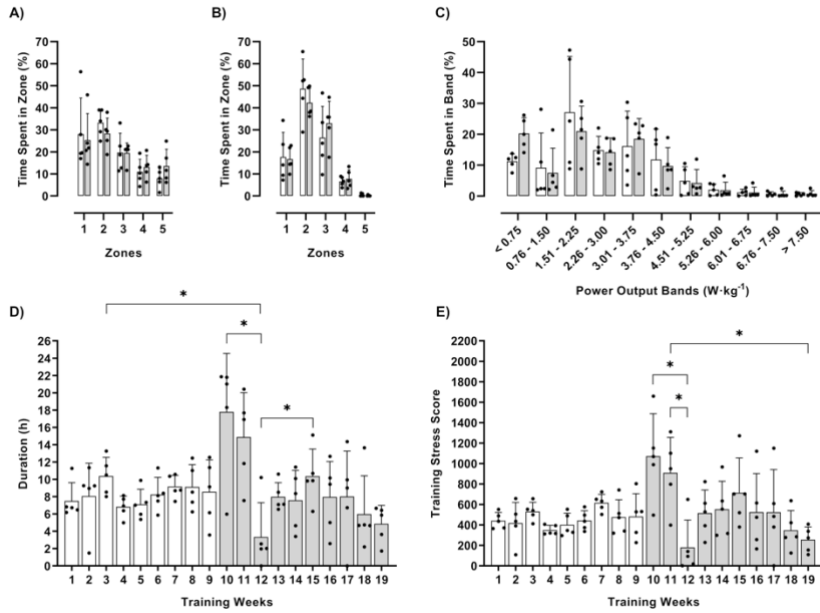 A)
Time Spent in Zone (%)
70
60
50
40
30
20
10
0
1 2 3 4 5
Zones
B)
Time Spent in Zone (%)
70
60
50
40
30
20
10
0
1 2 3 4 5
Zones
C)
Time Spent in Band (%)
50
40
30
20
10
0
< 0.75
0.76 - 1.50
1.51 - 2.25
2.26 - 3.00
3.01 - 3.75
3.76 - 4.50
4.51 - 5.25
5.26 - 6.00
6.01 - 6.75
6.76 - 7.50
> 7.50
Power Output Bands (W·kg⁻¹)
D)
Duration (h)
26
24
22
20
18
16
14
12
10
8
6
4
2
0
*
*
*
1 2 3 4 5 6 7 8 9 10 11 12 13 14 15 16 17 18 19
Training Weeks
E)
Training Stress Score
2200
2000
1800
1600
1400
1200
1000
800
600
400
200
0
*
*
*
1 2 3 4 5 6 7 8 9 10 11 12 13 14 15 16 17 18 19
Training Weeks